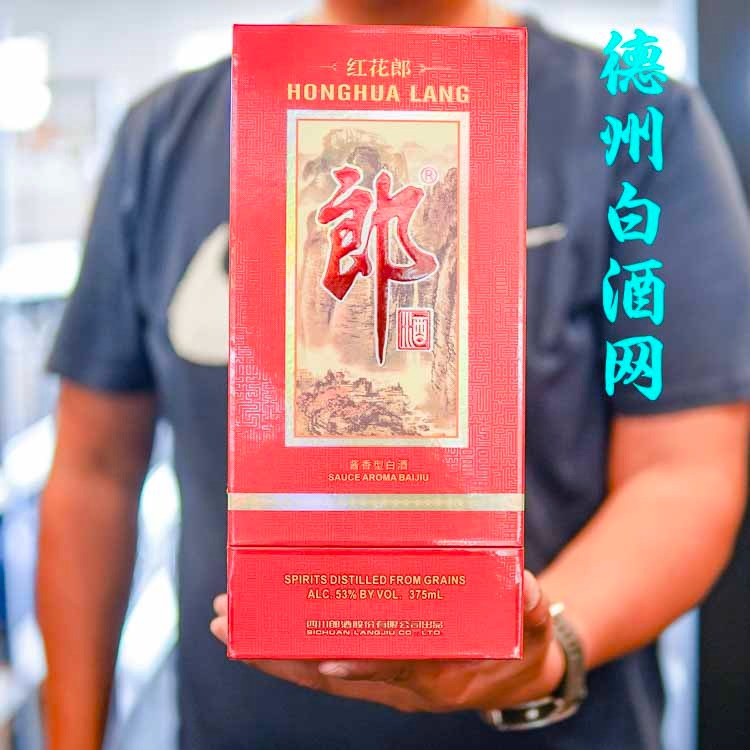 红花郎
HONGHUA LANG
郎®
酒
酱香型白酒
SAUCE AROMA BAIJIU
SPIRITS DISTILLED FROM GRAINS
ALC. 53% BY VOL. 375mL
四川郎酒股份有限公司出品
SICHUAN LANGJIU CO., LTD.
德州白酒网